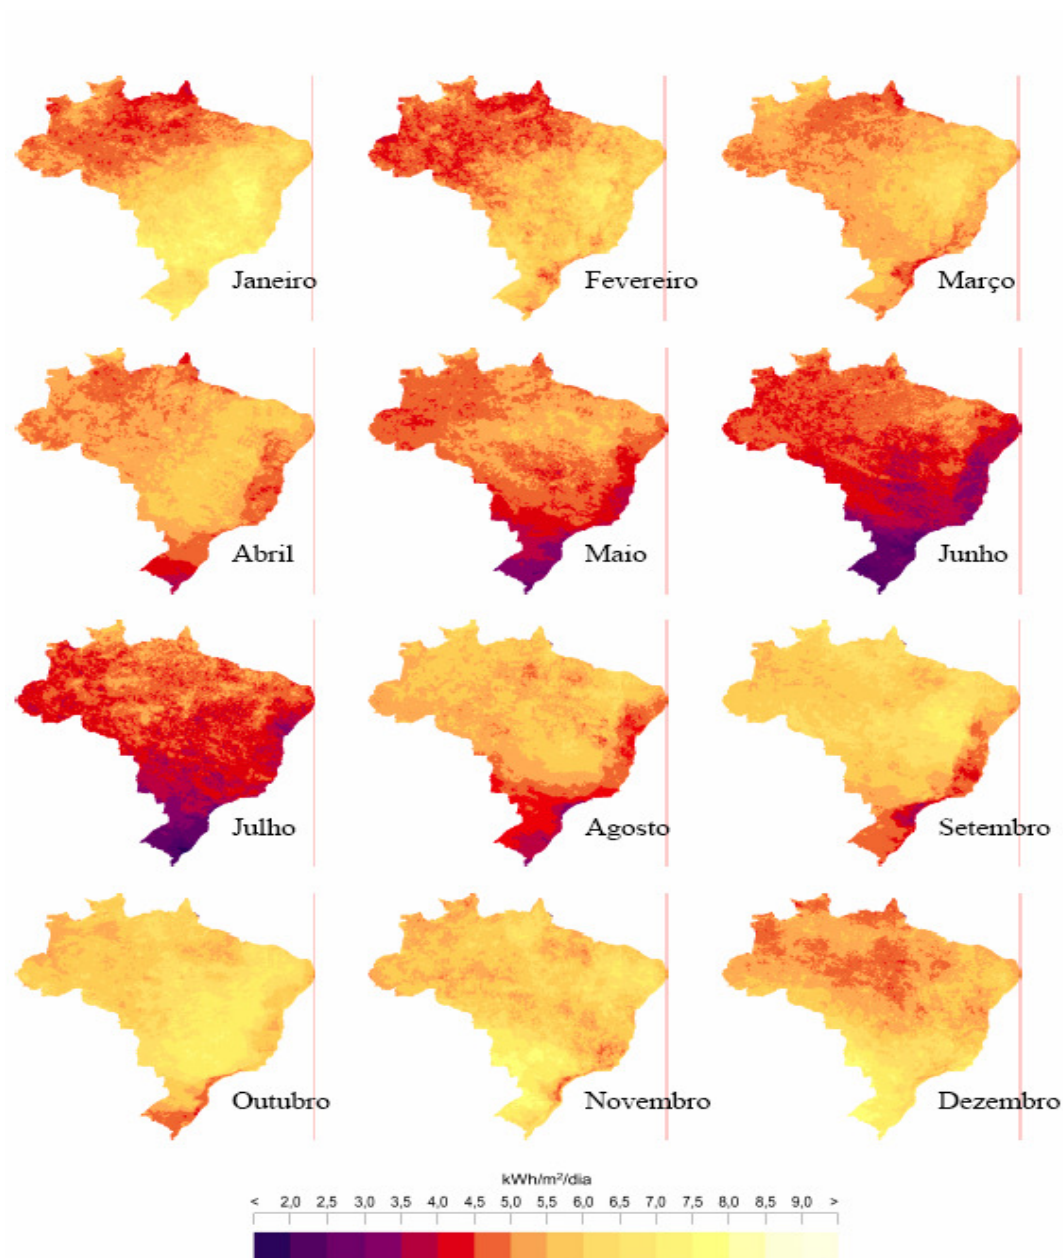 Janeiro
Fevereiro
Março
Abril
Maio
Junho
Julho
Agosto
Setembro
Outubro
Novembro
Dezembro
kWh/m²/dia
< 2,0 3,0 3,5 4,0 4,5 5,0 5,5 6,0 6,5 7,0 7,5 8,0 8,5 9,0 >